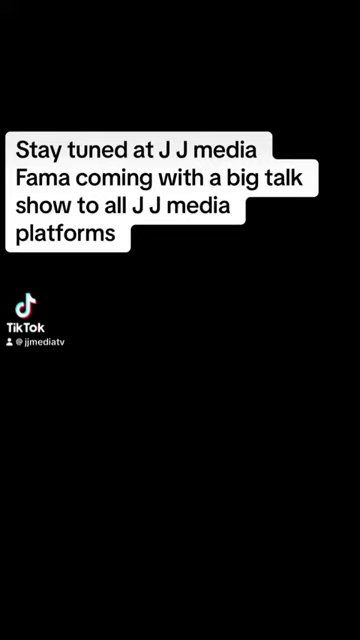 Stay tuned at J J media
Fama coming with a big talk
show to all J J media
platforms
TikTok
@jjmediatv